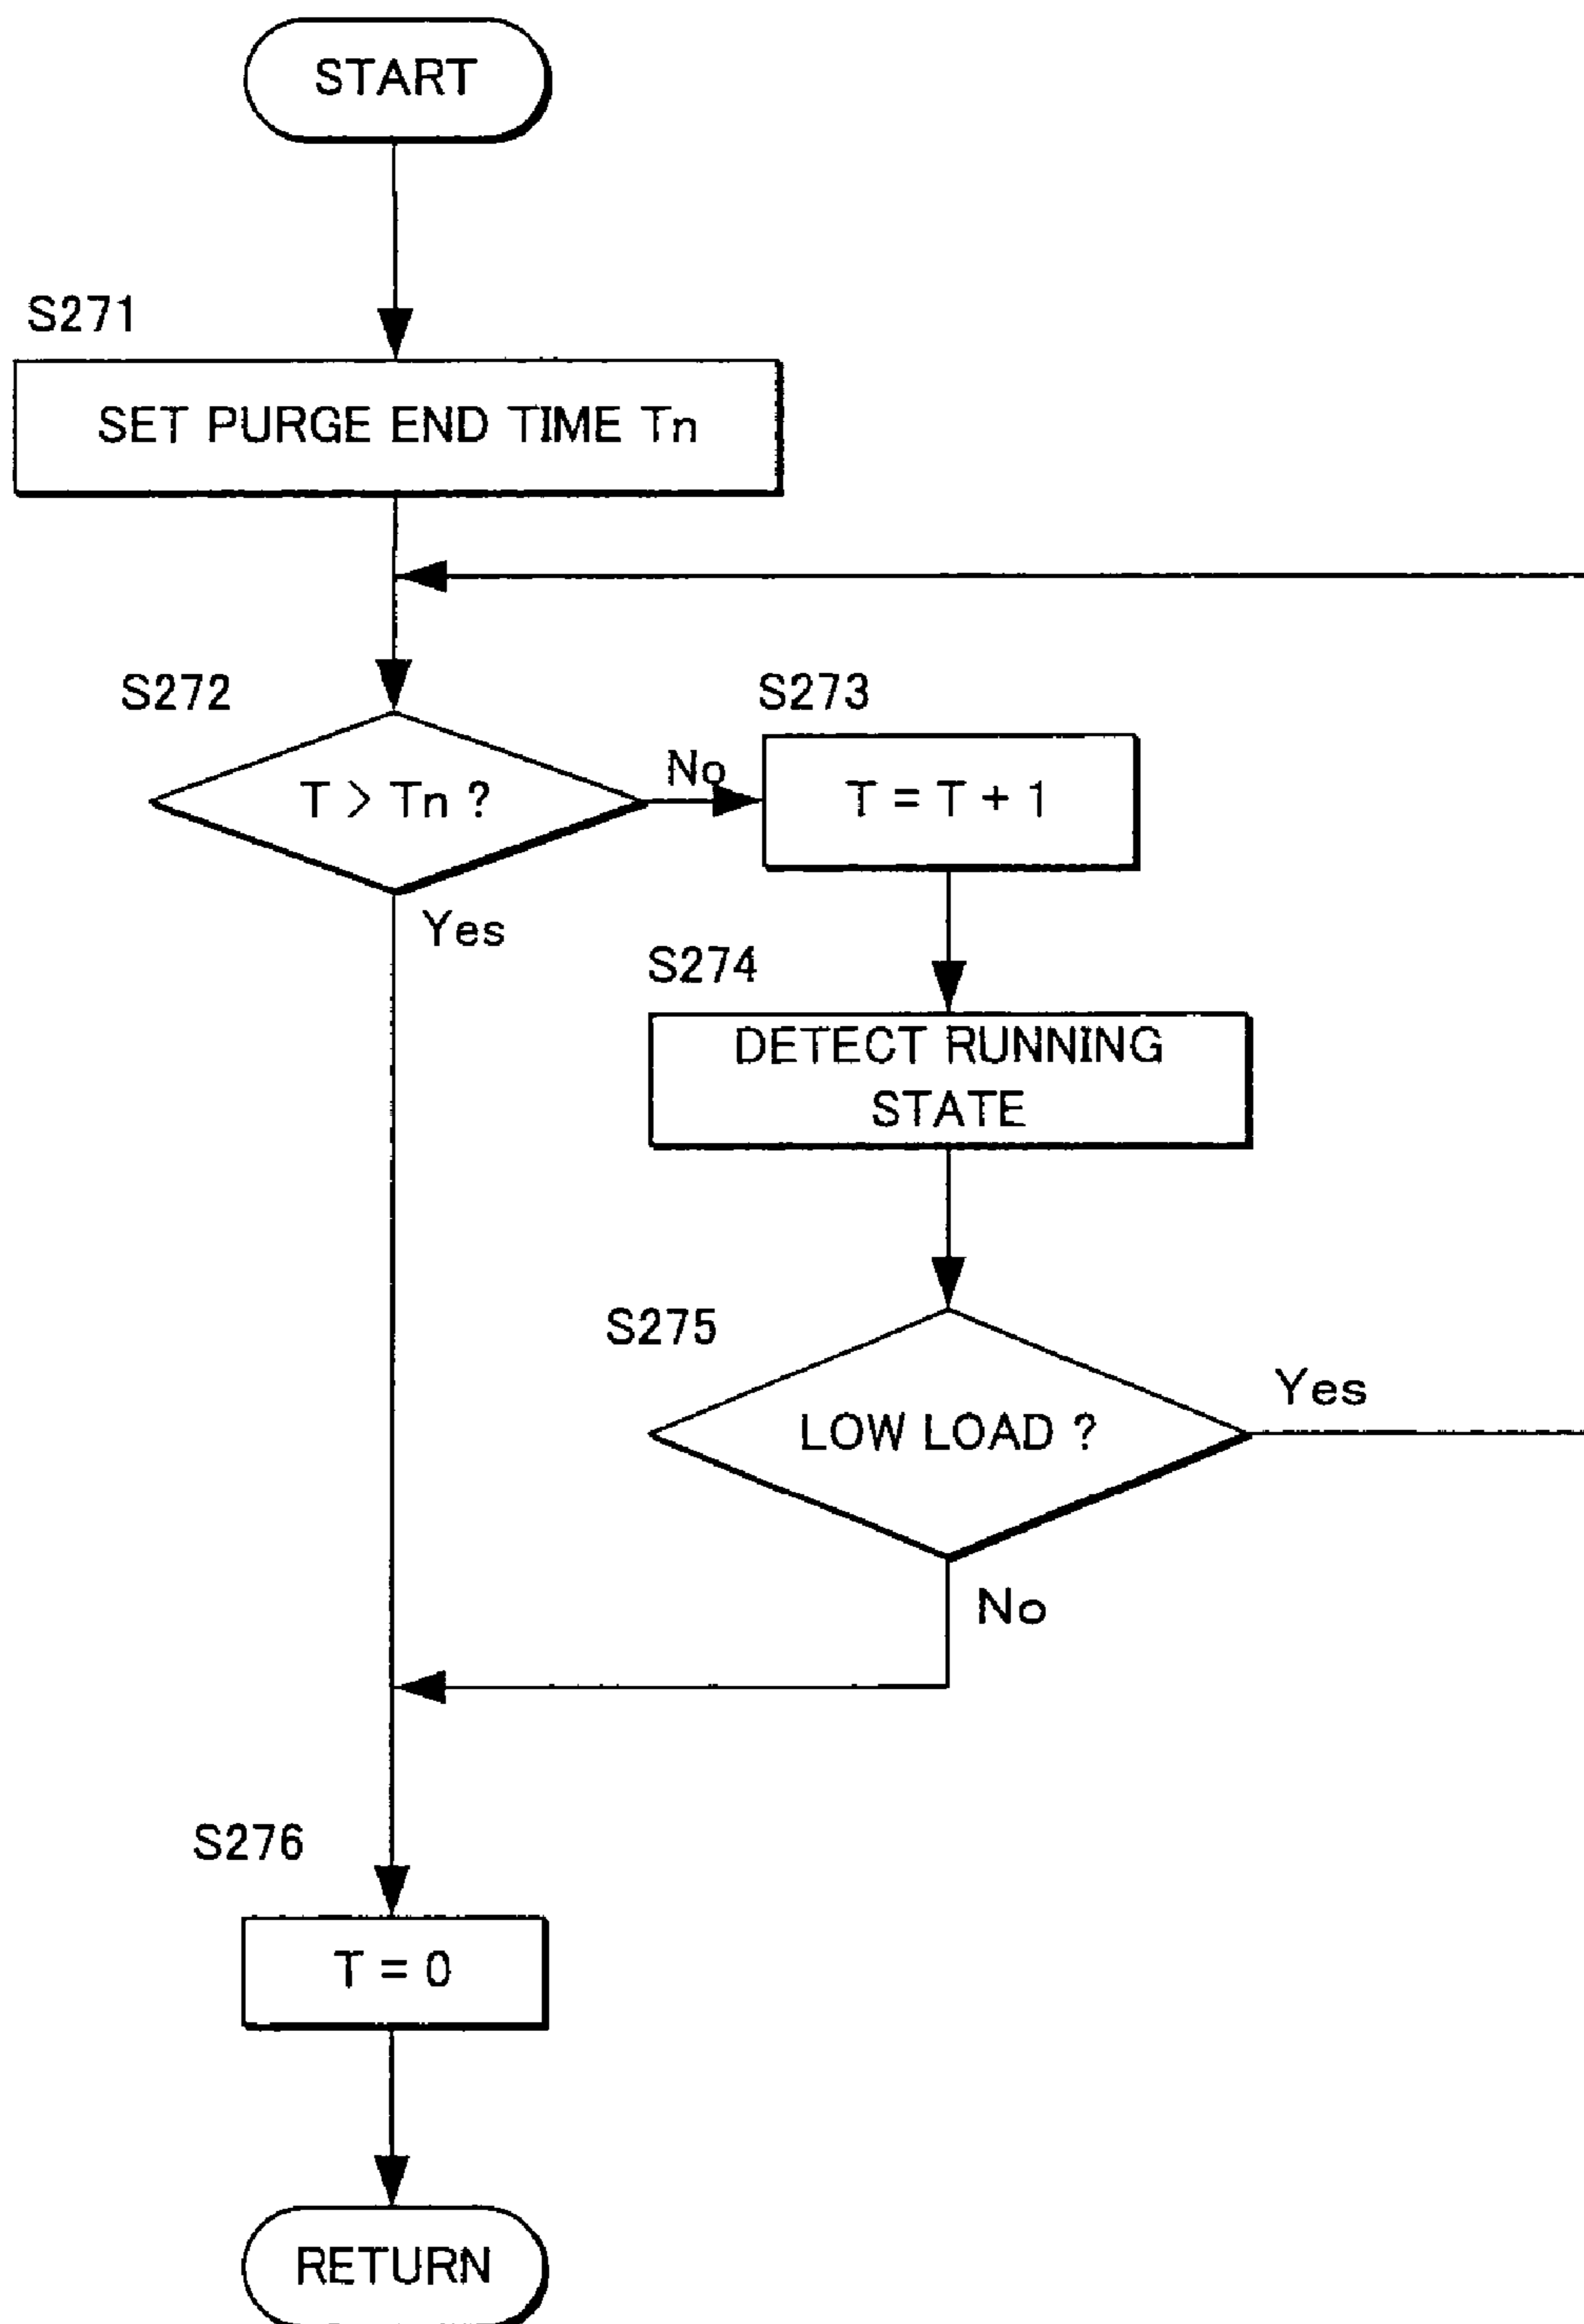 START
S271
SET PURGE END TIME Tn
S272
S273
T > Tn ?
No
T = T + 1
Yes
S274
DETECT RUNNING
STATE
S275
LOW LOAD ?
Yes
No
S276
T = 0
RETURN